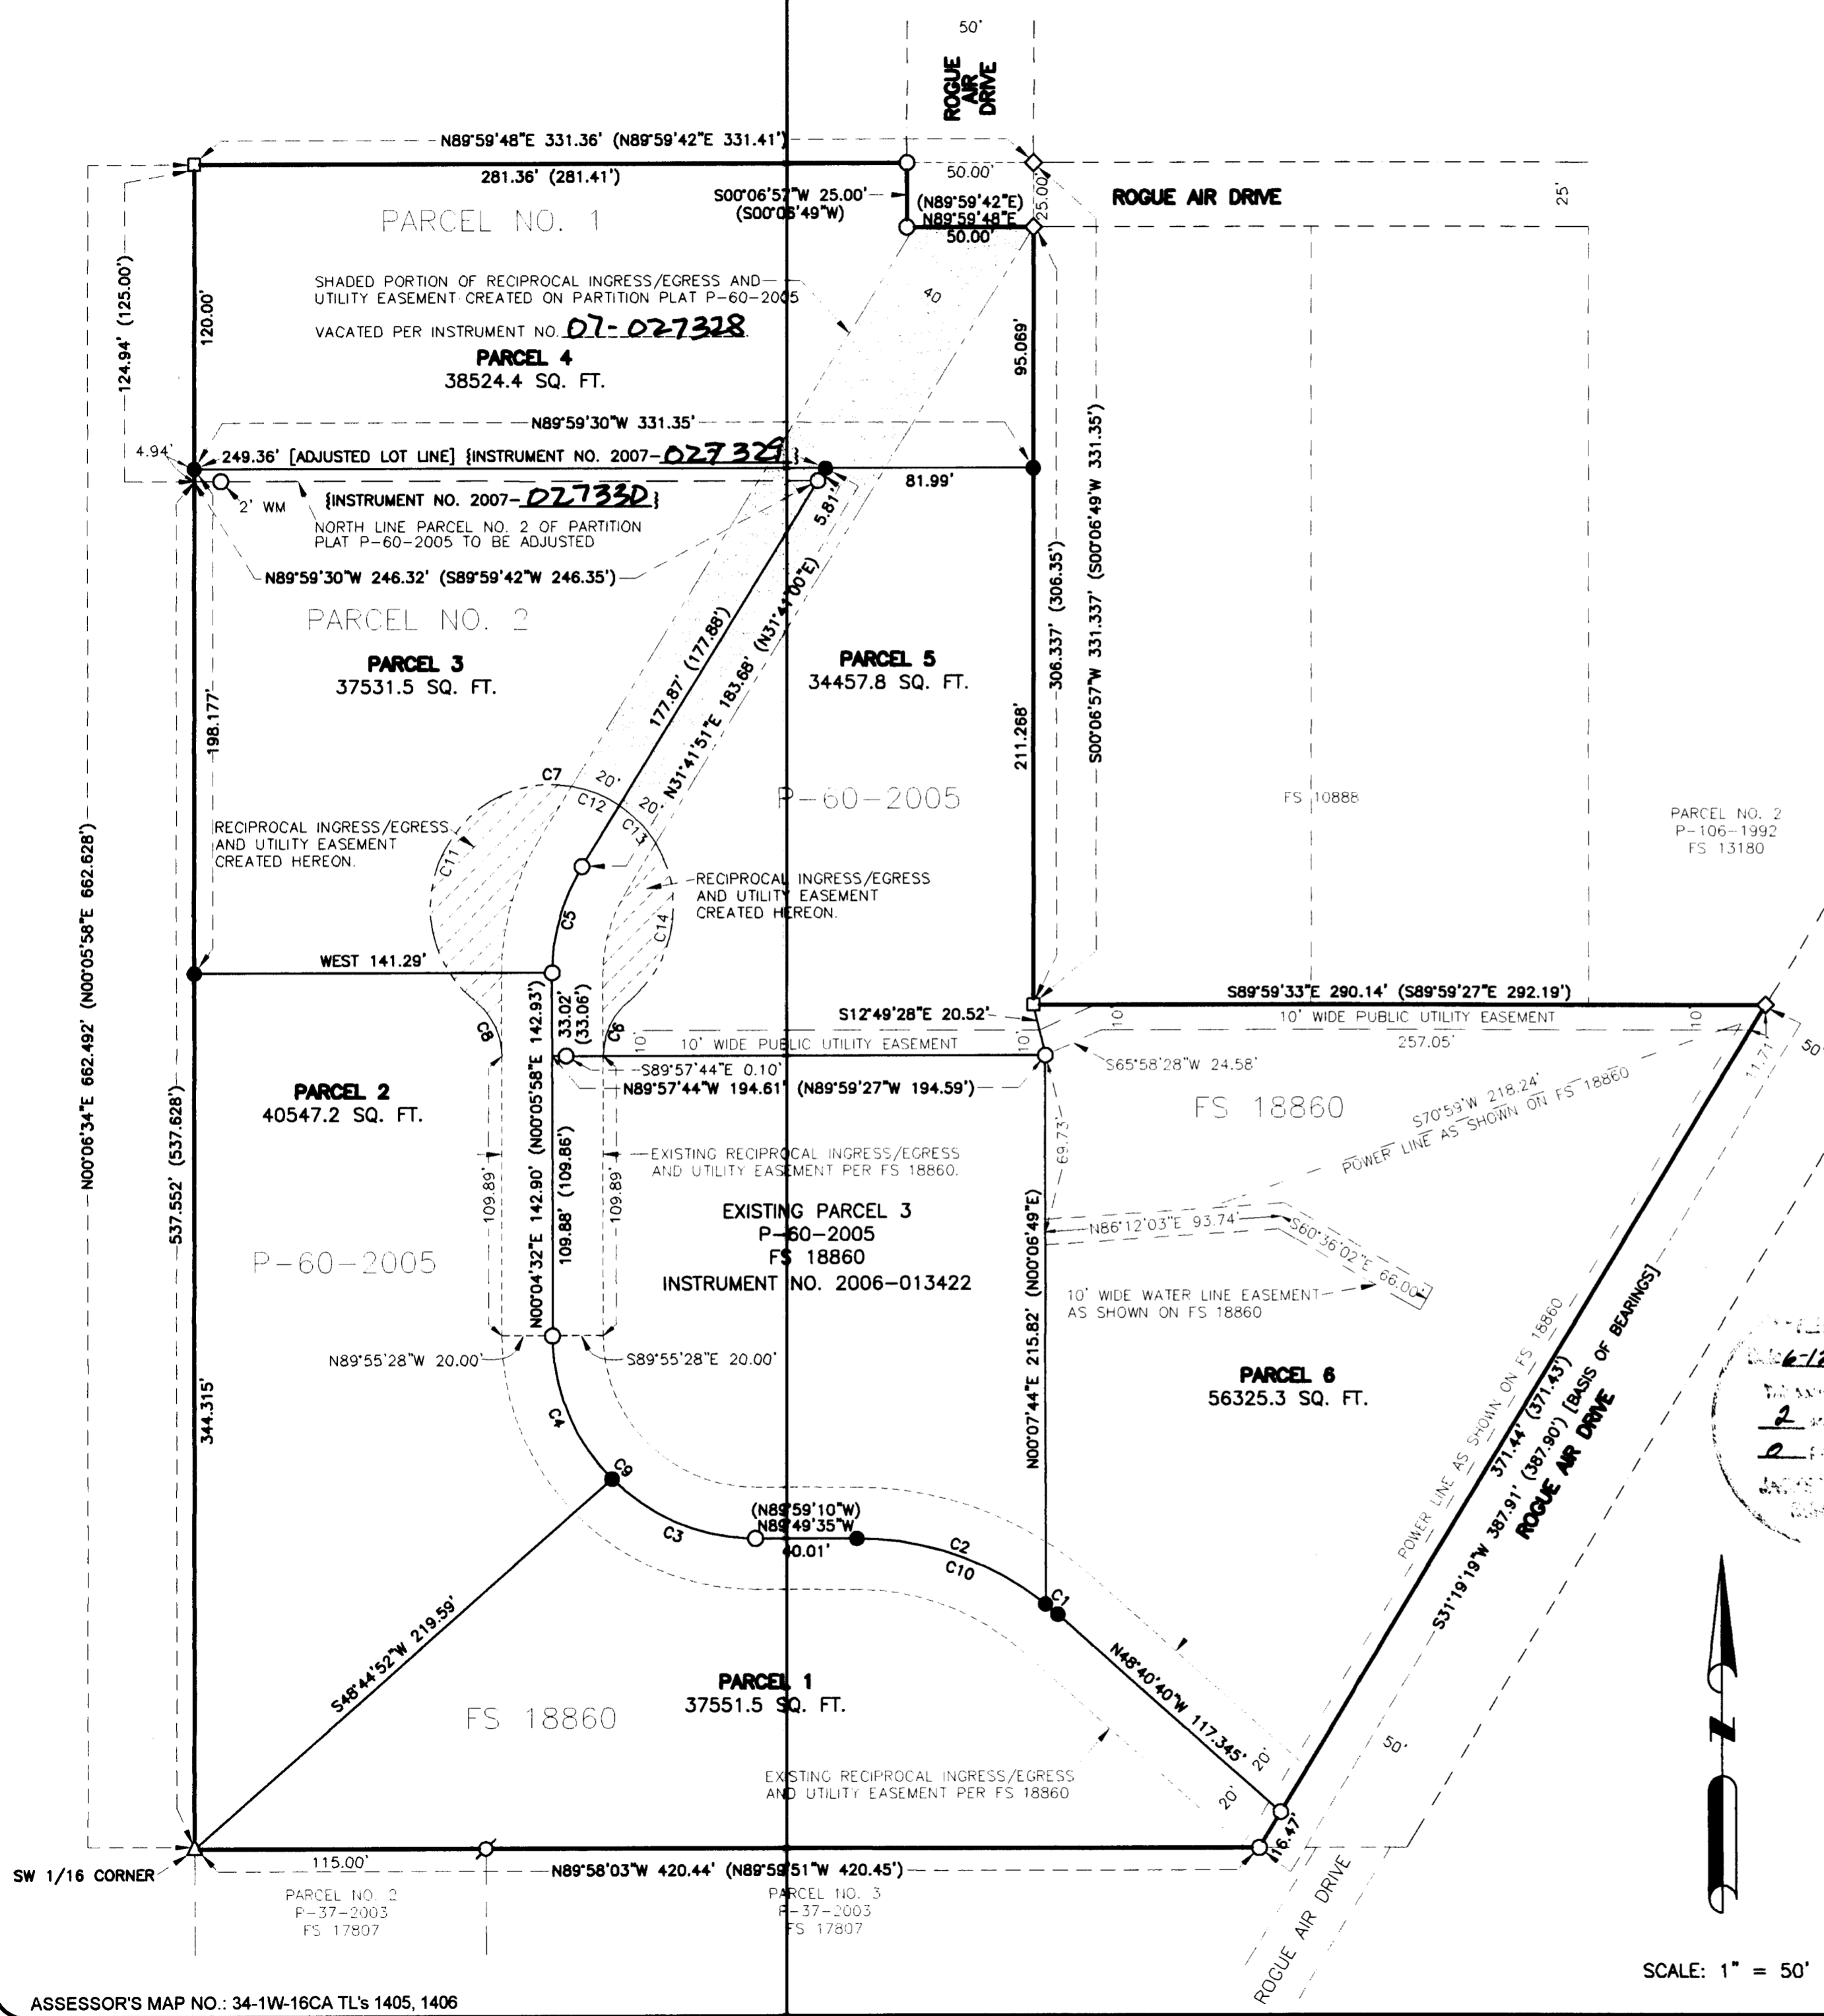 50'
ROGUE
AIR
DRIVE
N89°59'48"E 331.36' (N89°59'42"E 331.41')
281.36' (281.41')
50.00'
S00°06'57"W 25.00'
(S00°06'49"W)
(N89°59'42"E)
N89°59'48"E
50.00'
25.00'
ROGUE AIR DRIVE
25'
PARCEL NO. 1
124.94' (125.00')
120.00'
SHADED PORTION OF RECIPROCAL INGRESS/EGRESS AND
UTILITY EASEMENT CREATED ON PARTITION PLAT P-60-2005
VACATED PER INSTRUMENT NO. 07-027328
40
PARCEL 4
38524.4 SQ. FT.
95.069'
N89°59'30"W 331.35'
4.94'
249.36' [ADJUSTED LOT LINE] {INSTRUMENT NO. 2007-027329}
81.99'
2' WM
{INSTRUMENT NO. 2007-027330}
NORTH LINE PARCEL NO. 2 OF PARTITION
PLAT P-60-2005 TO BE ADJUSTED
5.81'
N89°59'30"W 246.32' (S89°59'42"W 246.35')
306.337' (306.35')
S00°06'57"W 331.337' (S00°06'49"W 331.35')
PARCEL NO. 2
PARCEL 3
37531.5 SQ. FT.
PARCEL 5
34457.8 SQ. FT.
177.87' (177.88')
N31°41'51"E 183.68' (N31°41'00"E)
198.177'
211.268'
C7
20'
C12
20'
C13
P-60-2005
FS 10888
PARCEL NO. 2
P-106-1992
FS 13180
RECIPROCAL INGRESS/EGRESS
AND UTILITY EASEMENT
CREATED HEREON.
C11
RECIPROCAL INGRESS/EGRESS
AND UTILITY EASEMENT
CREATED HEREON.
C5
C14
N00°06'34"E 662.492' (N00°05'58"E 662.628')
WEST 141.29'
S89°59'33"E 290.14' (S89°59'27"E 292.19')
S12°49'28"E 20.52'
10'
10' WIDE PUBLIC UTILITY EASEMENT
10'
257.05'
33.02'
(33.06')
C8
C6
10'
10' WIDE PUBLIC UTILITY EASEMENT
10'
S89°57'44"E 0.10'
N89°57'44"W 194.61' (N89°59'27"W 194.59')
S65°58'28"W 24.58'
11.71'
50'
S70°59'W 218.24'
POWER LINE AS SHOWN ON FS 18860
PARCEL 2
40547.2 SQ. FT.
FS 18860
69.73'
537.552' (537.628')
109.89'
N00°04'32"E 142.90' (N00°05'58"E 142.93')
109.88' (109.86')
109.89'
EXISTING RECIPROCAL INGRESS/EGRESS
AND UTILITY EASEMENT PER FS 18860.
EXISTING PARCEL 3
P-60-2005
FS 18860
INSTRUMENT NO. 2006-013422
N86°12'03"E 93.74'
S60°36'02"E 66.00'
10' WIDE WATER LINE EASEMENT
AS SHOWN ON FS 18860
P-60-2005
N89°55'28"W 20.00'
S89°55'28"E 20.00'
N00°07'44"E 215.82' (N00°06'49"E)
PARCEL 6
56325.3 SQ. FT.
POWER LINE AS SHOWN ON FS 18860
371.44' (371.43')
S31°19'19"W 387.91' (387.90') [BASIS OF BEARINGS]
ROGUE AIR DRIVE
6-12
2
0
344.315'
C4
C9
C3
(N89°59'10"W)
N89°49'35"W
40.01'
C2
C10
C1
S48°44'52"W 219.59'
N48°40'40"W 117.345'
PARCEL 1
37551.5 SQ. FT.
FS 18860
EXISTING RECIPROCAL INGRESS/EGRESS
AND UTILITY EASEMENT PER FS 18860
20'
20'
50'
16.47'
SW 1/16 CORNER
115.00'
N89°58'03"W 420.44' (N89°59'51"W 420.45')
PARCEL NO. 2
P-37-2003
FS 17807
PARCEL NO. 3
P-37-2003
FS 17807
ROGUE AIR DRIVE
SCALE: 1" = 50'
ASSESSOR'S MAP NO.: 34-1W-16CA TL's 1405, 1406